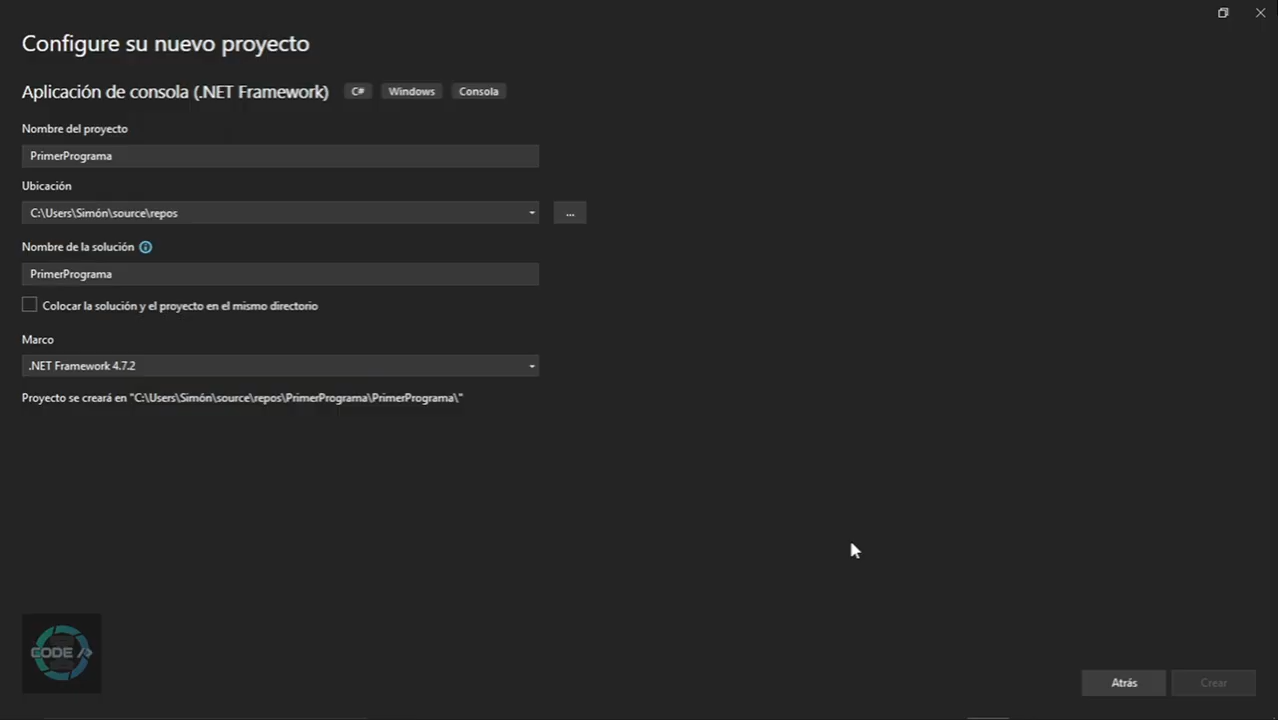 Configure su nuevo proyecto
Aplicación de consola (.NET Framework) C# Windows Consola
Nombre del proyecto
PrimerPrograma
Ubicación
C:\Users\Simón\source\repos
...
Nombre de la solución
PrimerPrograma
Colocar la solución y el proyecto en el mismo directorio
Marco
.NET Framework 4.7.2
Proyecto se creará en "C:\Users\Simón\source\repos\PrimerPrograma\PrimerPrograma\"
CODE />
Atrás Crear